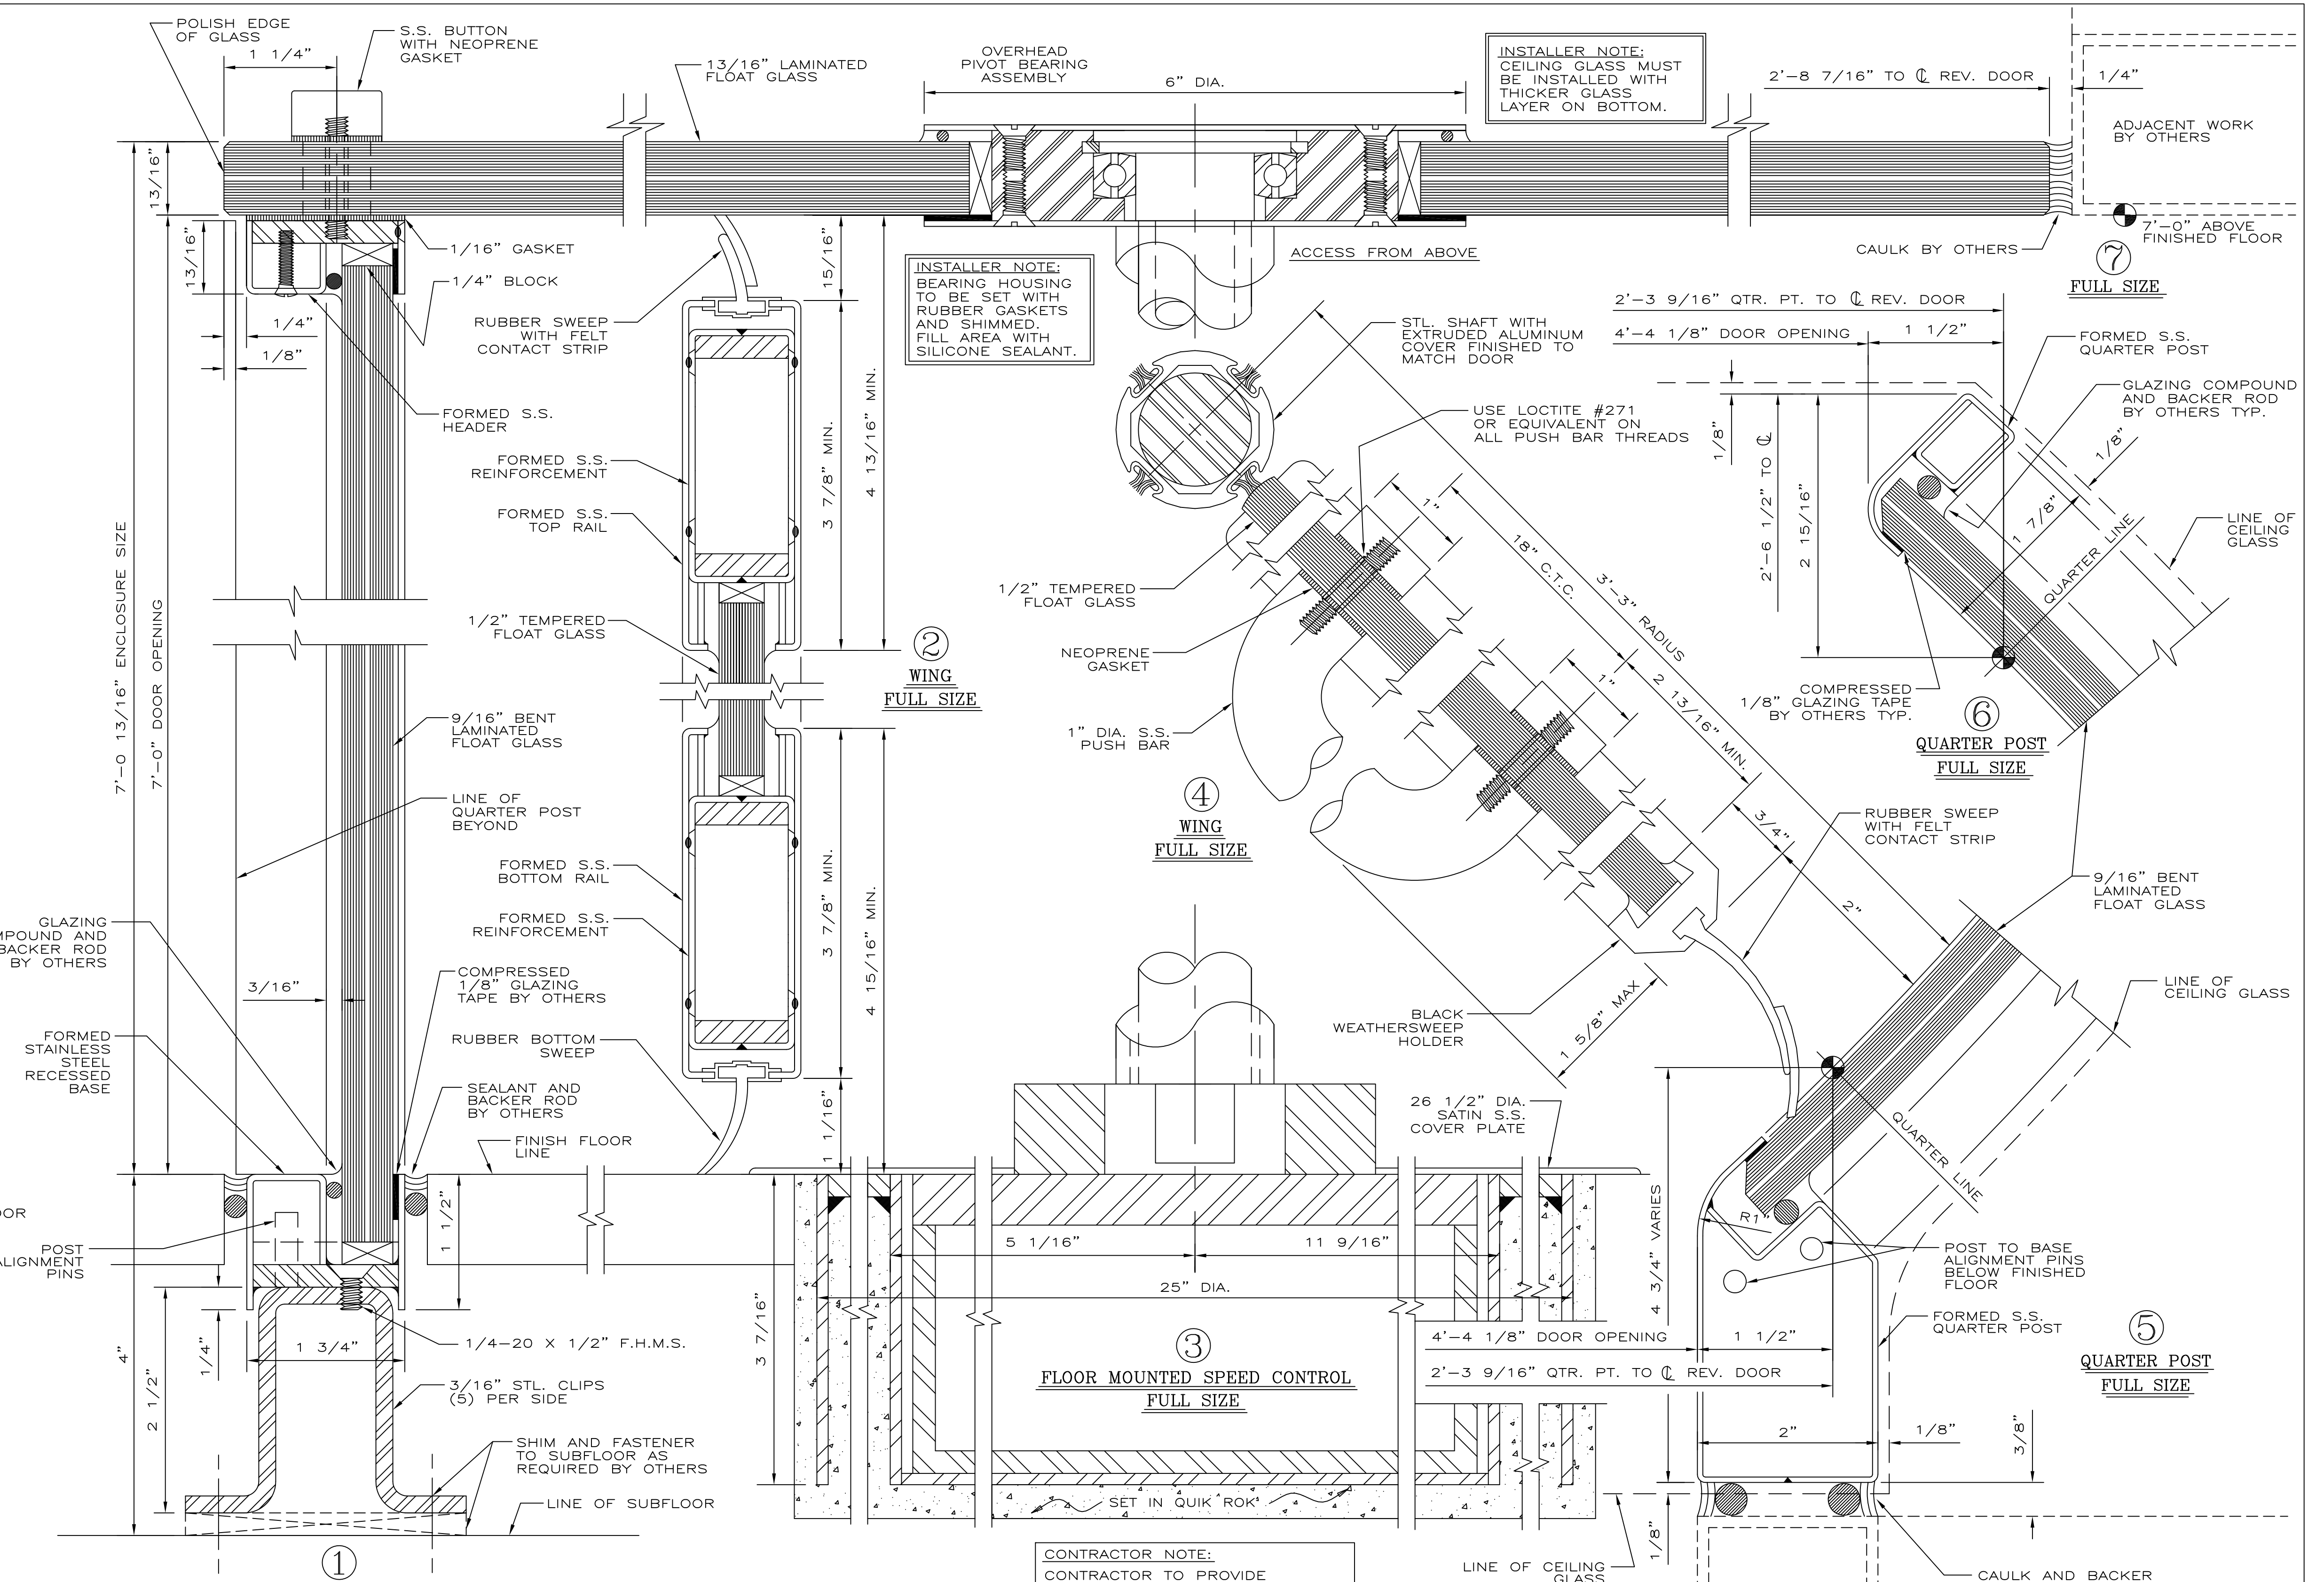 POLISH EDGE
OF GLASS
1 1/4"
S.S. BUTTON
WITH NEOPRENE
GASKET
13/16" LAMINATED
FLOAT GLASS
OVERHEAD
PIVOT BEARING
ASSEMBLY
6" DIA.
INSTALLER NOTE:
CEILING GLASS MUST
BE INSTALLED WITH
THICKER GLASS
LAYER ON BOTTOM.
2'-8 7/16" TO ℄ REV. DOOR
1/4"
ADJACENT WORK
BY OTHERS
7'-0" ABOVE
FINISHED FLOOR
CAULK BY OTHERS
7
FULL SIZE
13/16"
13/16"
1/16" GASKET
1/4" BLOCK
1/4"
1/8"
RUBBER SWEEP
WITH FELT
CONTACT STRIP
15/16"
INSTALLER NOTE:
BEARING HOUSING
TO BE SET WITH
RUBBER GASKETS
AND SHIMMED.
FILL AREA WITH
SILICONE SEALANT.
ACCESS FROM ABOVE
STL. SHAFT WITH
EXTRUDED ALUMINUM
COVER FINISHED TO
MATCH DOOR
2'-3 9/16" QTR. PT. TO ℄ REV. DOOR
4'-4 1/8" DOOR OPENING
1 1/2"
FORMED S.S.
QUARTER POST
GLAZING COMPOUND
AND BACKER ROD
BY OTHERS TYP.
1/8"
1/8"
2'-6 1/2" TO ℄
2 15/16"
1 7/8"
QUARTER LINE
LINE OF
CEILING
GLASS
COMPRESSED
1/8" GLAZING TAPE
BY OTHERS TYP.
6
QUARTER POST
FULL SIZE
FORMED S.S.
HEADER
FORMED S.S.
REINFORCEMENT
FORMED S.S.
TOP RAIL
3 7/8" MIN.
4 13/16" MIN.
1/2" TEMPERED
FLOAT GLASS
2
WING
FULL SIZE
7'-0 13/16" ENCLOSURE SIZE
7'-0" DOOR OPENING
9/16" BENT
LAMINATED
FLOAT GLASS
LINE OF
QUARTER POST
BEYOND
USE LOCTITE #271
OR EQUIVALENT ON
ALL PUSH BAR THREADS
1"
18" C.T.C.
3'-3" RADIUS
1"
2 13/16" MIN.
3/4"
2"
1/2" TEMPERED
FLOAT GLASS
NEOPRENE
GASKET
1" DIA. S.S.
PUSH BAR
4
WING
FULL SIZE
RUBBER SWEEP
WITH FELT
CONTACT STRIP
9/16" BENT
LAMINATED
FLOAT GLASS
LINE OF
CEILING GLASS
BLACK
WEATHERSWEEP
HOLDER
1 5/8" MAX
FORMED S.S.
BOTTOM RAIL
FORMED S.S.
REINFORCEMENT
3 7/8" MIN.
4 15/16" MIN.
GLAZING
MPOUND AND
BACKER ROD
BY OTHERS
3/16"
COMPRESSED
1/8" GLAZING
TAPE BY OTHERS
FORMED
STAINLESS
STEEL
RECESSED
BASE
RUBBER BOTTOM
SWEEP
SEALANT AND
BACKER ROD
BY OTHERS
FINISH FLOOR
LINE
1 1/16"
26 1/2" DIA.
SATIN S.S.
COVER PLATE
OOR
POST
ALIGNMENT
PINS
1 1/2"
1/4"
1 3/4"
1/4-20 X 1/2" F.H.M.S.
3/16" STL. CLIPS
(5) PER SIDE
4"
2 1/2"
SHIM AND FASTENER
TO SUBFLOOR AS
REQUIRED BY OTHERS
LINE OF SUBFLOOR
1
5 1/16"
11 9/16"
25" DIA.
3 7/16"
3
FLOOR MOUNTED SPEED CONTROL
FULL SIZE
SET IN QUIK ROK
CONTRACTOR NOTE:
CONTRACTOR TO PROVIDE
4 3/4" VARIES
R1"
QUARTER LINE
POST TO BASE
ALIGNMENT PINS
BELOW FINISHED
FLOOR
FORMED S.S.
QUARTER POST
4'-4 1/8" DOOR OPENING
1 1/2"
2'-3 9/16" QTR. PT. TO ℄ REV. DOOR
5
QUARTER POST
FULL SIZE
2"
1/8"
3/8"
1/8"
LINE OF CEILING
GLASS
CAULK AND BACKER